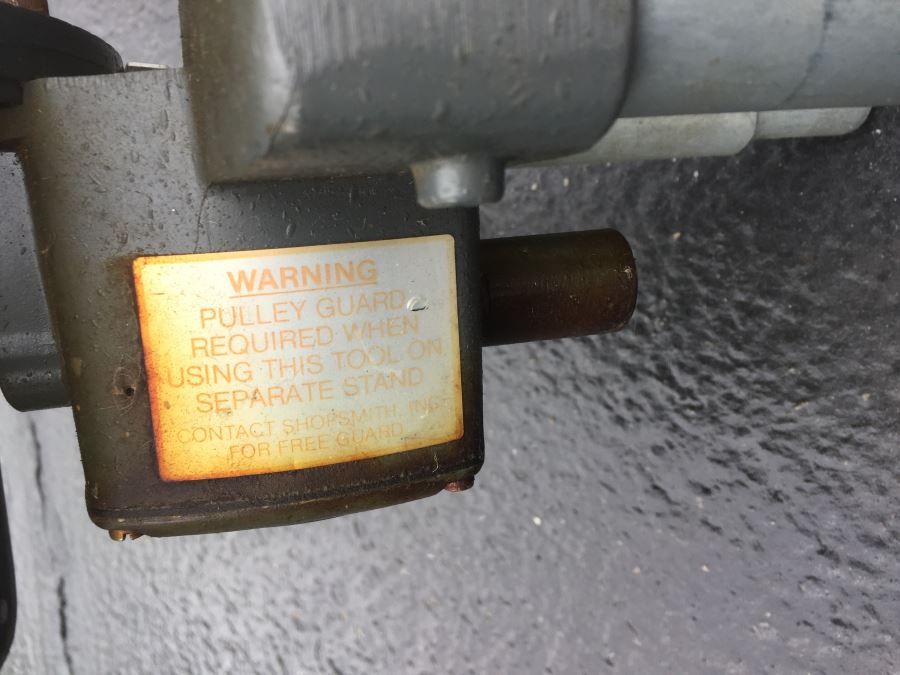 WARNING
PULLEY GUARD
REQUIRED WHEN
USING THIS TOOL ON
SEPARATE STAND
CONTACT SHOPSMITH, INC.
FOR FREE GUARD